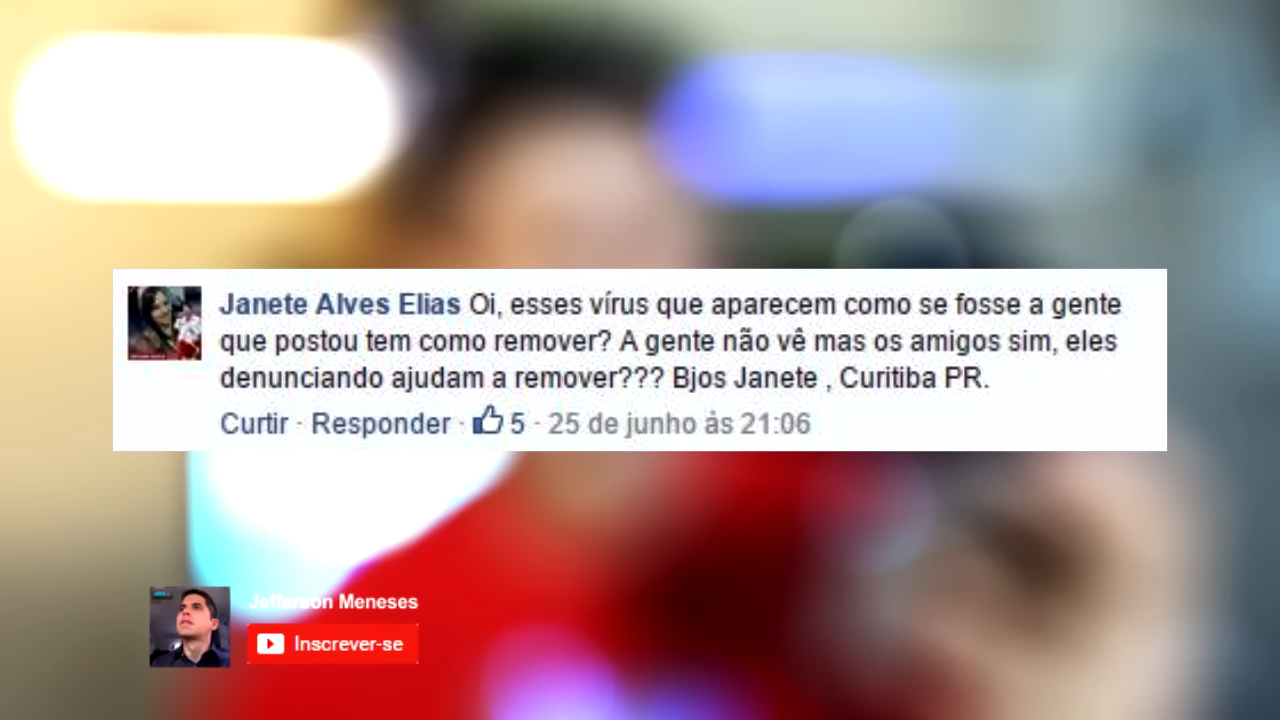 Janete Alves Elias Oi, esses vírus que aparecem como se fosse a gente
que postou tem como remover? A gente não vê mas os amigos sim, eles
denunciando ajudam a remover??? Bjos Janete , Curitiba PR.
Curtir · Responder · 5 · 25 de junho às 21:06
Jefferson Meneses
Inscrever-se